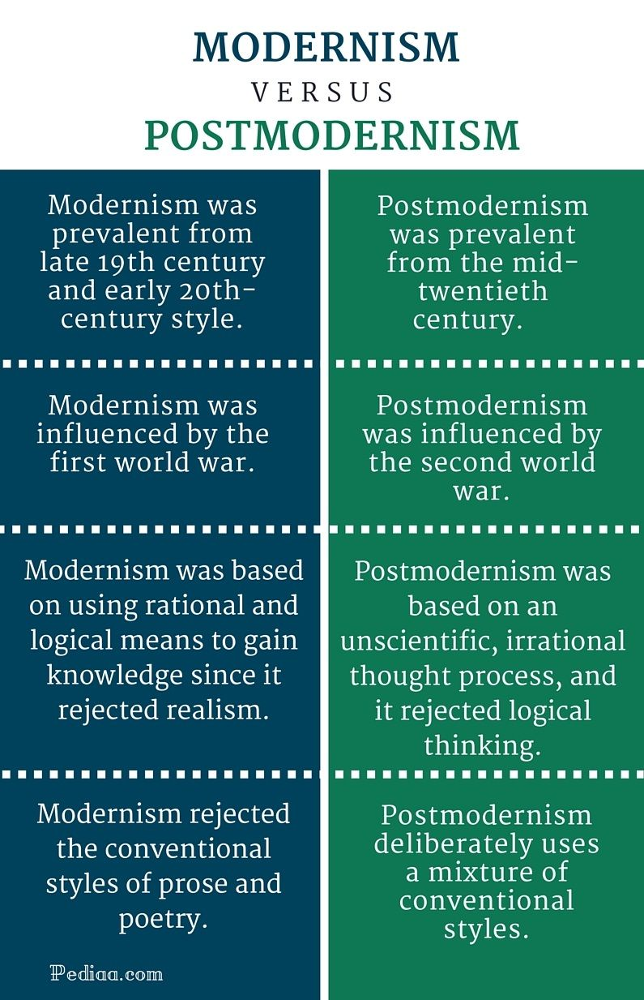 MODERNISM
VERSUS
POSTMODERNISM
Modernism was
prevalent from
late 19th century
and early 20th-
century style.
Postmodernism
was prevalent
from the mid-
twentieth
century.
Modernism was
influenced by the
first world war.
Postmodernism
was influenced by
the second world
war.
Modernism was based
on using rational and
logical means to gain
knowledge since it
rejected realism.
Postmodernism was
based on an
unscientific, irrational
thought process, and
it rejected logical
thinking.
Modernism rejected
the conventional
styles of prose and
poetry.
Postmodernism
deliberately uses
a mixture of
conventional
styles.
Pediaa.com